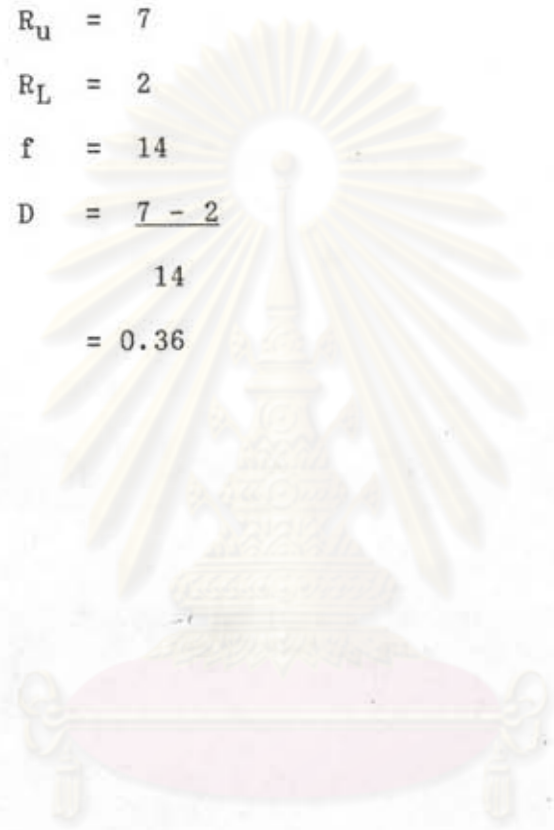 Ru = 7
RL = 2
f = 14
D = 7 - 2
14
= 0.36